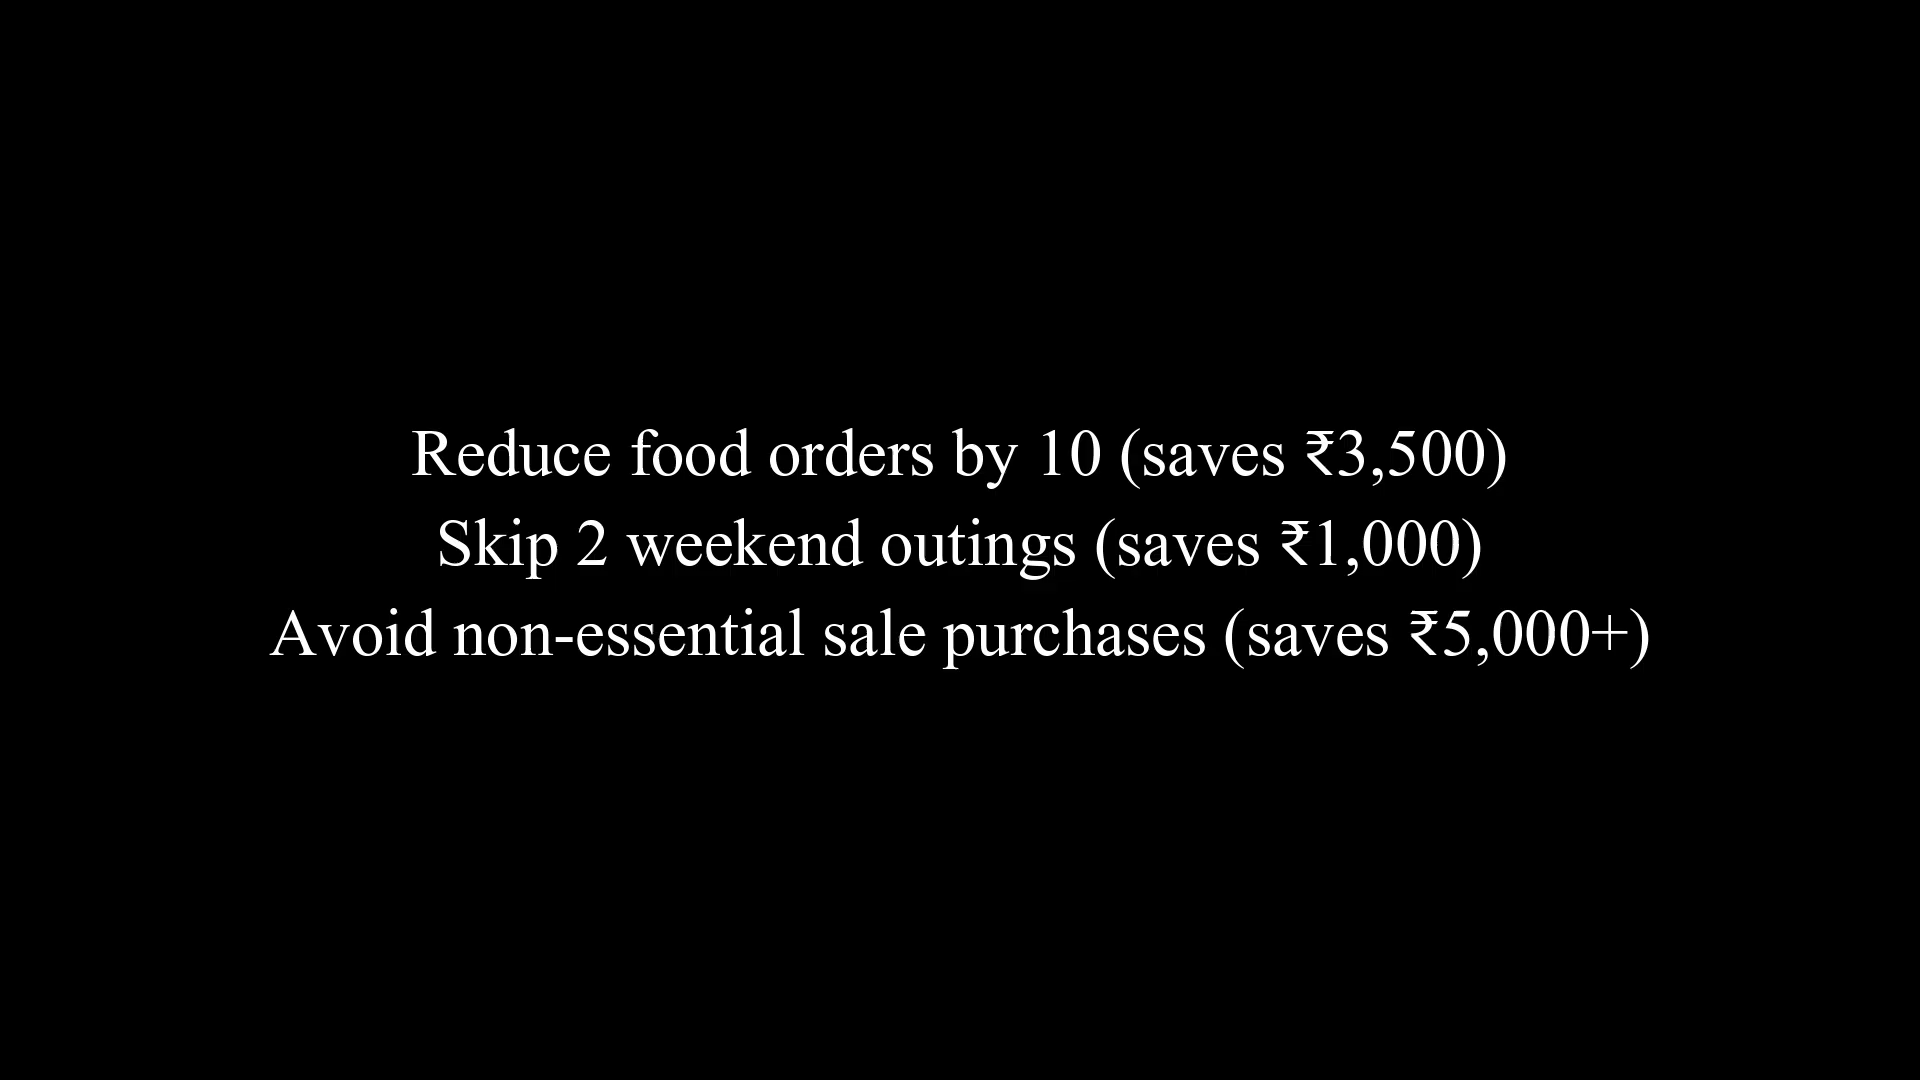 Reduce food orders by 10 (saves ₹3,500)
Skip 2 weekend outings (saves ₹1,000)
Avoid non-essential sale purchases (saves ₹5,000+)